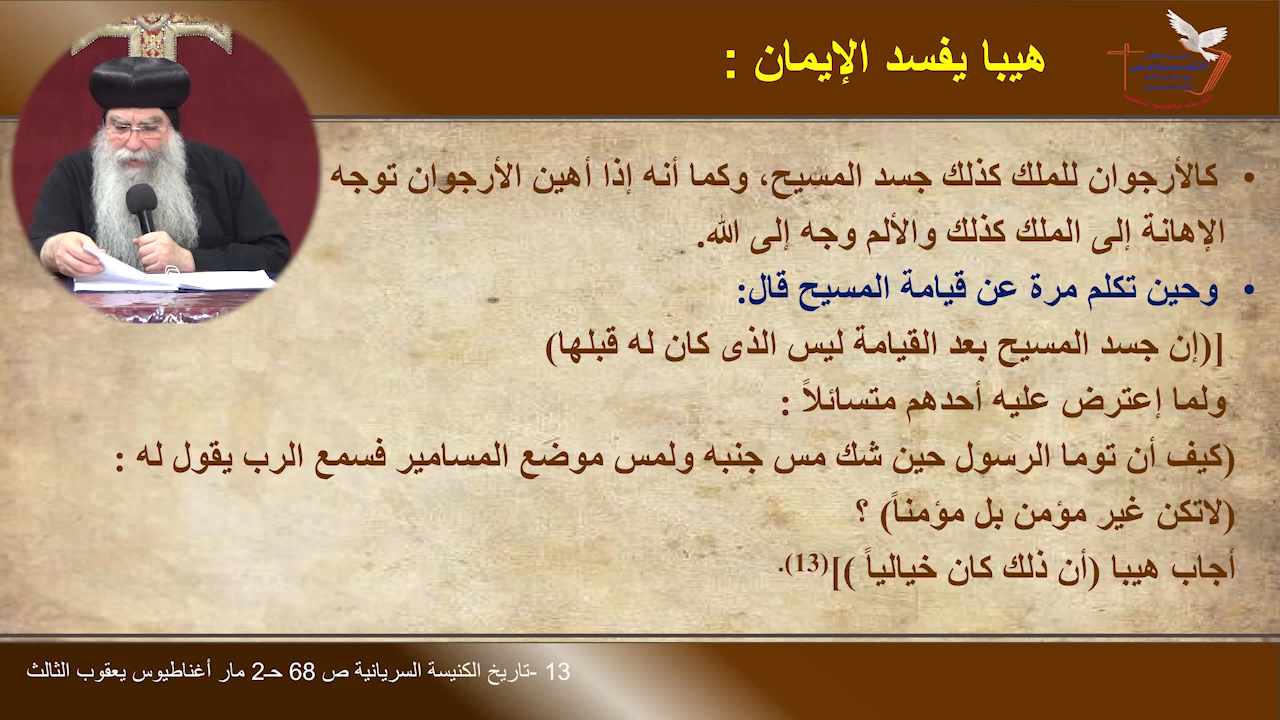 هيبا يفسد الإيمان :
• كالأرجوان للملك كذلك جسد المسيح، وكما أنه إذا أهين الأرجوان توجه
الإهانة إلى الملك كذلك والألم وجه إلى الله.
• وحين تكلم مرة عن قيامة المسيح قال:
[(إن جسد المسيح بعد القيامة ليس الذى كان له قبلها)
ولما إعترض عليه أحدهم متسائلاً :
(كيف أن توما الرسول حين شك مس جنبه ولمس موضع المسامير فسمع الرب يقول له :
(لاتكن غير مؤمن بل مؤمناً) ؟
أجاب هيبا (أن ذلك كان خيالياً )](13).
13 -تاريخ الكنيسة السريانية ص 68 حـ2 مار أغناطيوس يعقوب الثالث